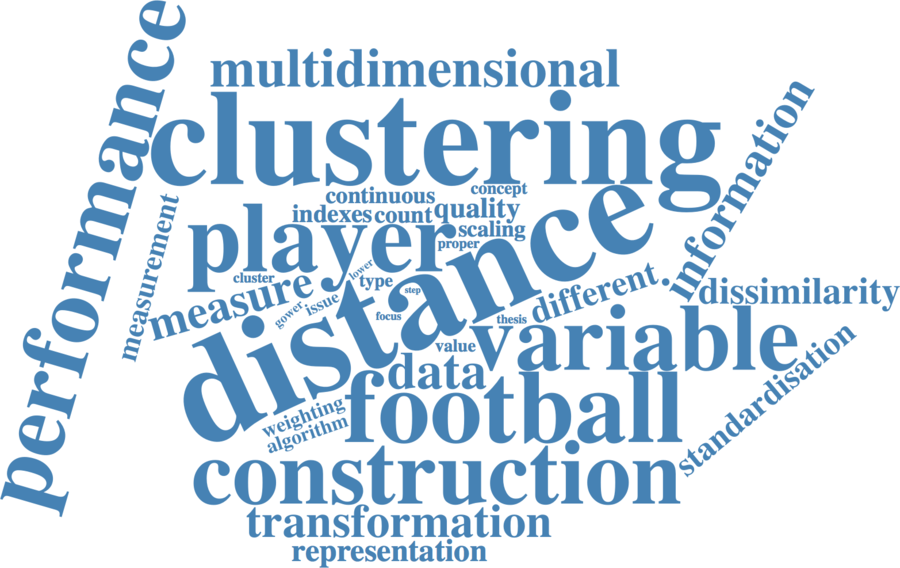 performance
multidimensional
clustering
information
continuous
concept
indexes
count
quality
player
scaling
proper
measurement
cluster
lower
type
step
measure
gower
issue
focus
distance
different
dissimilarity
thesis
variable
value
data
standardisation
weighting
algorithm
football
construction
transformation
representation